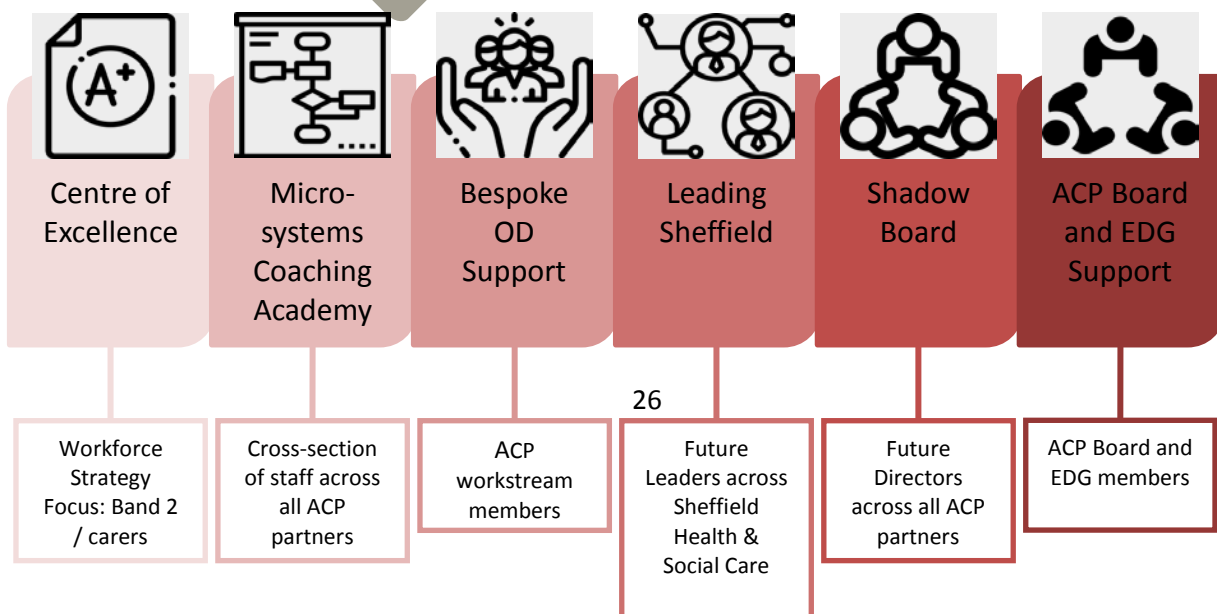 A+
Centre of
Excellence
Micro-
systems
Coaching
Academy
Bespoke
OD
Support
Leading
Sheffield
Shadow
Board
ACP Board
and EDG
Support
26
Workforce
Strategy
Focus: Band 2
/ carers
Cross-section
of staff across
all ACP
partners
ACP
workstream
members
Future
Leaders across
Sheffield
Health &
Social Care
Future
Directors
across all ACP
partners
ACP Board and
EDG members